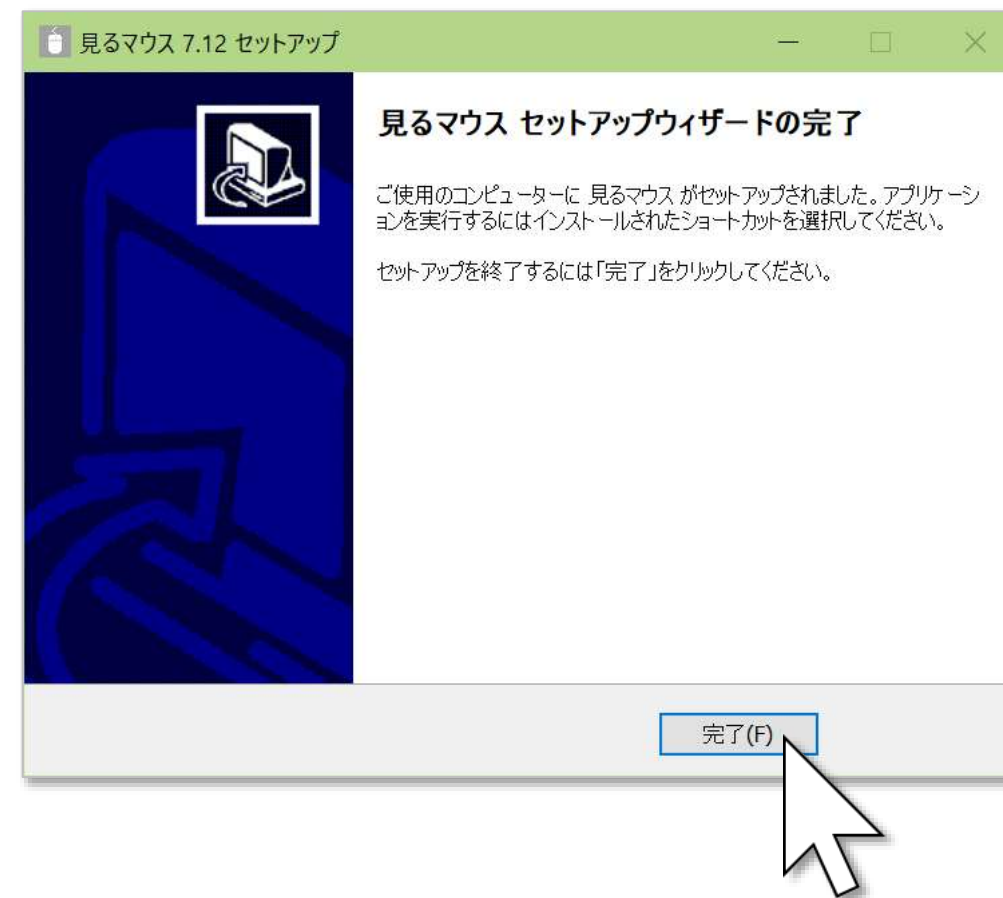 見るマウス 7.12 セットアップ
見るマウス セットアップウィザードの完了
ご使用のコンピューターに 見るマウス がセットアップされました。アプリケーシ
ョンを実行するにはインストールされたショートカットを選択してください。
セットアップを終了するには「完了」をクリックしてください。
完了(F)